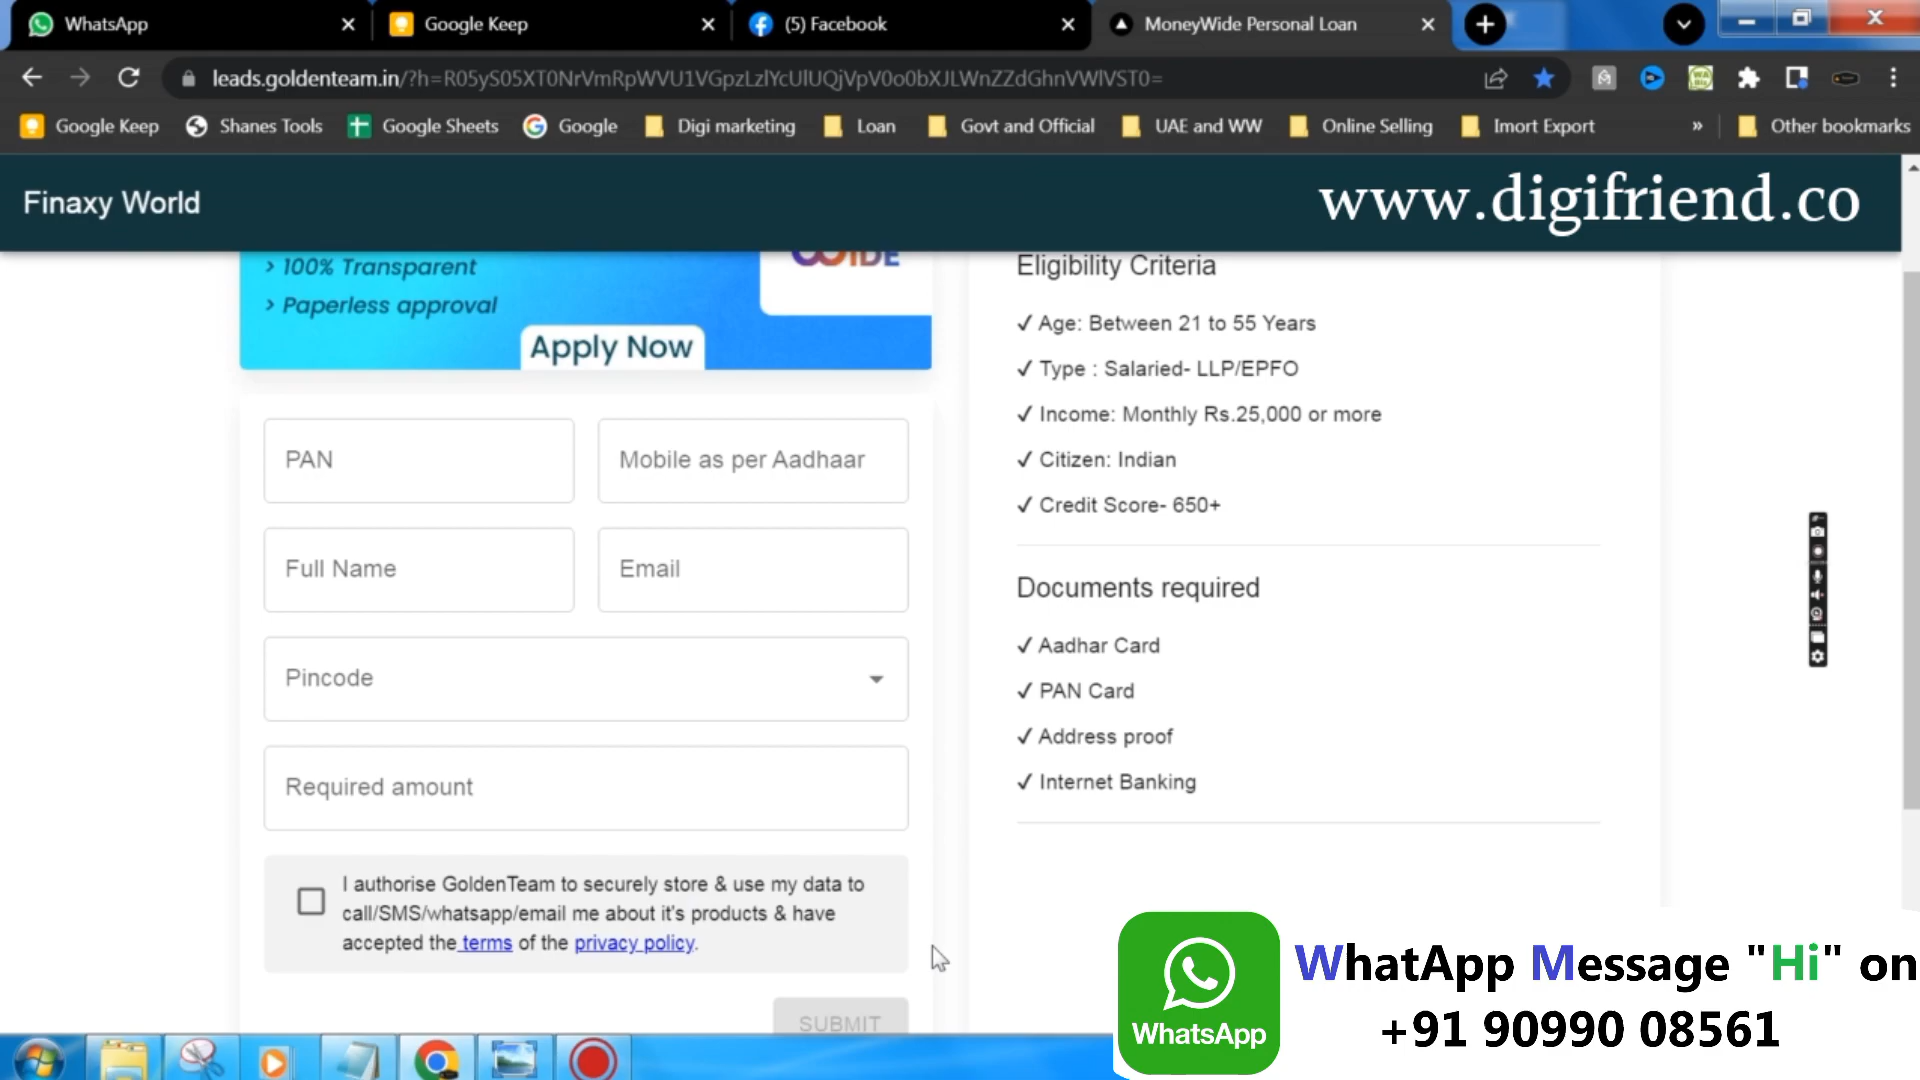 WhatsApp
Google Keep
(5) Facebook
MoneyWide Personal Loan
leads.goldenteam.in/?h=R05yS05XT0NrVmRpWVU1VGpzLzlYcUlUQjVpV0o0bXJLWnZZdGhnVWlVST0=
Google Keep
Shanes Tools
Google Sheets
Google
Digi marketing
Loan
Govt and Official
UAE and WW
Online Selling
Imort Export
»
Other bookmarks
Finaxy World
www.digifriend.co
> 100% Transparent
> Paperless approval
Apply Now
PAN
Mobile as per Aadhaar
Full Name
Email
Pincode
Required amount
I authorise GoldenTeam to securely store & use my data to
call/SMS/whatsapp/email me about it's products & have
accepted the terms of the privacy policy.
SUBMIT
Eligibility Criteria
✓ Age: Between 21 to 55 Years
✓ Type : Salaried- LLP/EPFO
✓ Income: Monthly Rs.25,000 or more
✓ Citizen: Indian
✓ Credit Score- 650+
Documents required
✓ Aadhar Card
✓ PAN Card
✓ Address proof
✓ Internet Banking
WhatsApp
WhatApp Message "Hi" on
+91 90990 08561